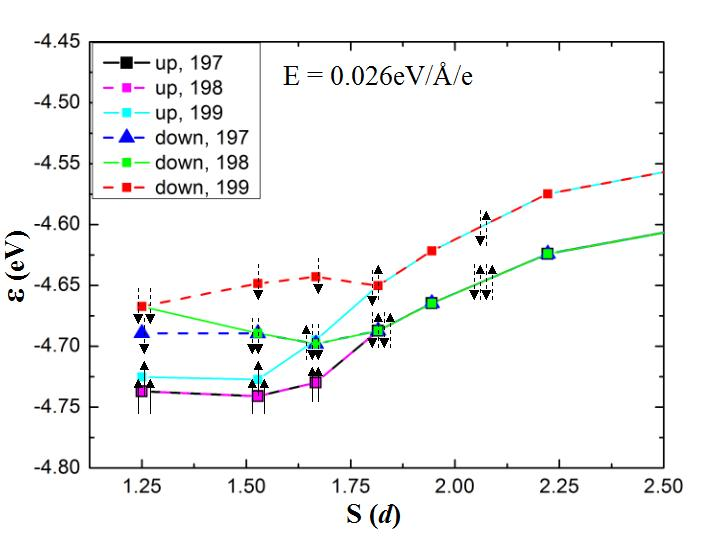 -4.45
-4.50
-4.55
-4.60
-4.65
-4.70
-4.75
-4.80
ε (eV)
up, 197
up, 198
up, 199
down, 197
down, 198
down, 199
E = 0.026eV/Å/e
1.25 1.50 1.75 2.00 2.25 2.50
S (d)